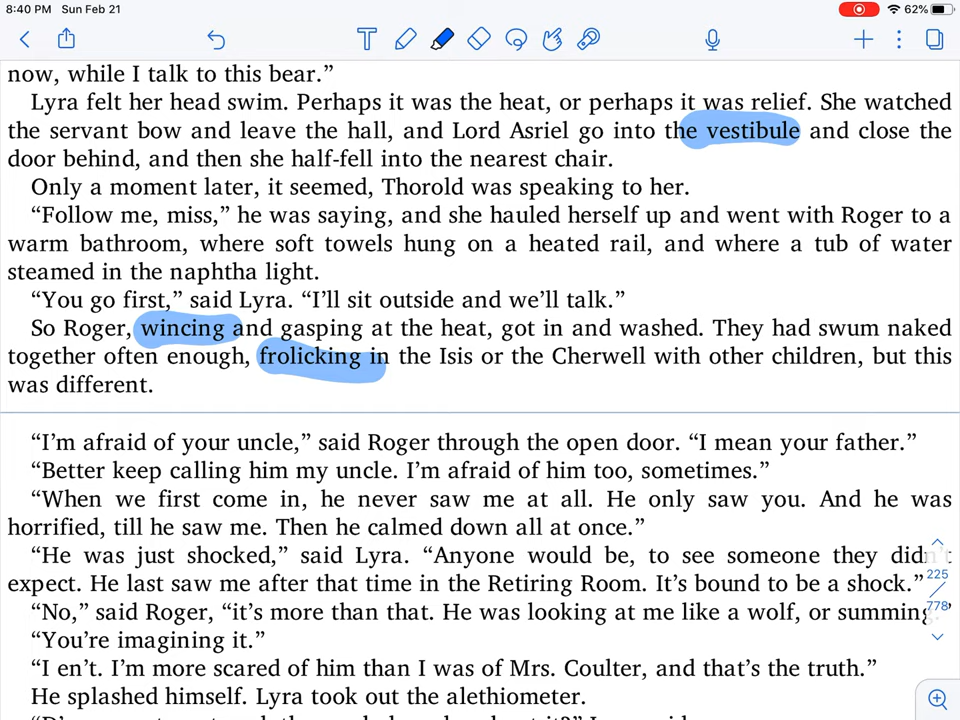 8:40 PM Sun Feb 21
62%
now, while I talk to this bear.”
Lyra felt her head swim. Perhaps it was the heat, or perhaps it was relief. She watched
the servant bow and leave the hall, and Lord Asriel go into the vestibule and close the
door behind, and then she half-fell into the nearest chair.
Only a moment later, it seemed, Thorold was speaking to her.
“Follow me, miss,” he was saying, and she hauled herself up and went with Roger to a
warm bathroom, where soft towels hung on a heated rail, and where a tub of water
steamed in the naphtha light.
“You go first,” said Lyra. “I’ll sit outside and we’ll talk.”
So Roger, wincing and gasping at the heat, got in and washed. They had swum naked
together often enough, frolicking in the Isis or the Cherwell with other children, but this
was different.
“I’m afraid of your uncle,” said Roger through the open door. “I mean your father.”
“Better keep calling him my uncle. I’m afraid of him too, sometimes.”
“When we first come in, he never saw me at all. He only saw you. And he was
horrified, till he saw me. Then he calmed down all at once.”
“He was just shocked,” said Lyra. “Anyone would be, to see someone they didn’t
expect. He last saw me after that time in the Retiring Room. It’s bound to be a shock.”
“No,” said Roger, “it’s more than that. He was looking at me like a wolf, or summing.”
“You’re imagining it.”
“I en’t. I’m more scared of him than I was of Mrs. Coulter, and that’s the truth.”
He splashed himself. Lyra took out the alethiometer.
225
778